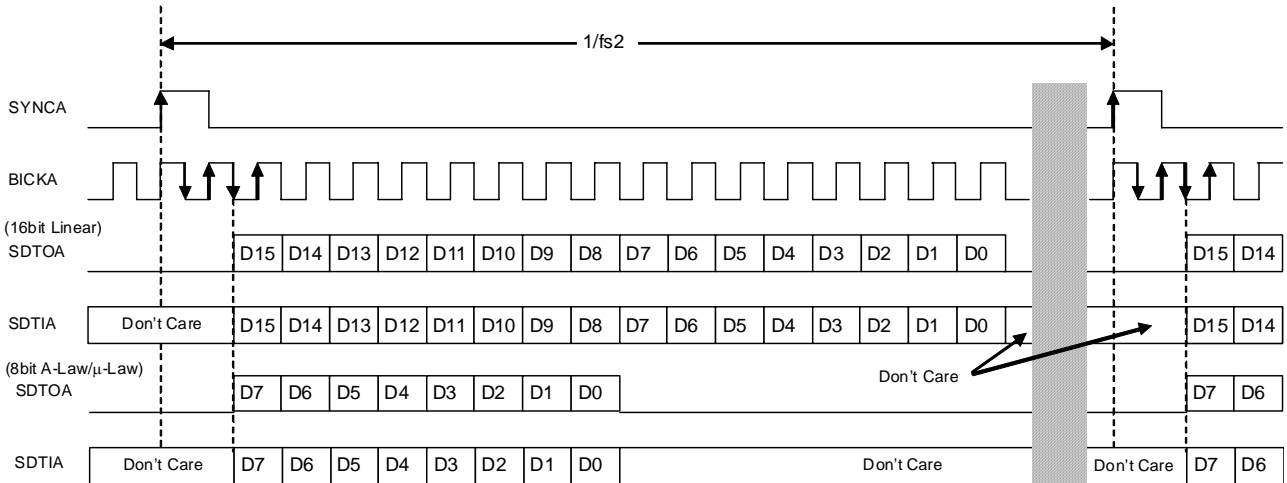 1/fs2
SYNCA
BICKA
(16bit Linear)
SDTOA D15 D14 D13 D12 D11 D10 D9 D8 D7 D6 D5 D4 D3 D2 D1 D0 D15 D14
SDTIA Don't Care D15 D14 D13 D12 D11 D10 D9 D8 D7 D6 D5 D4 D3 D2 D1 D0 D15 D14
Don't Care
(8bit A-Law/μ-Law)
SDTOA D7 D6 D5 D4 D3 D2 D1 D0 D7 D6
SDTIA Don't Care D7 D6 D5 D4 D3 D2 D1 D0 Don't Care Don't Care D7 D6